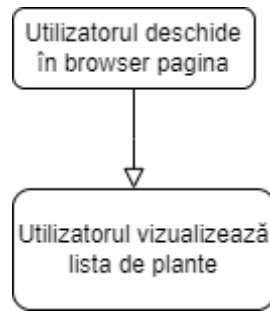 Utilizatorul deschide
în browser pagina
Utilizatorul vizualizează
lista de plante